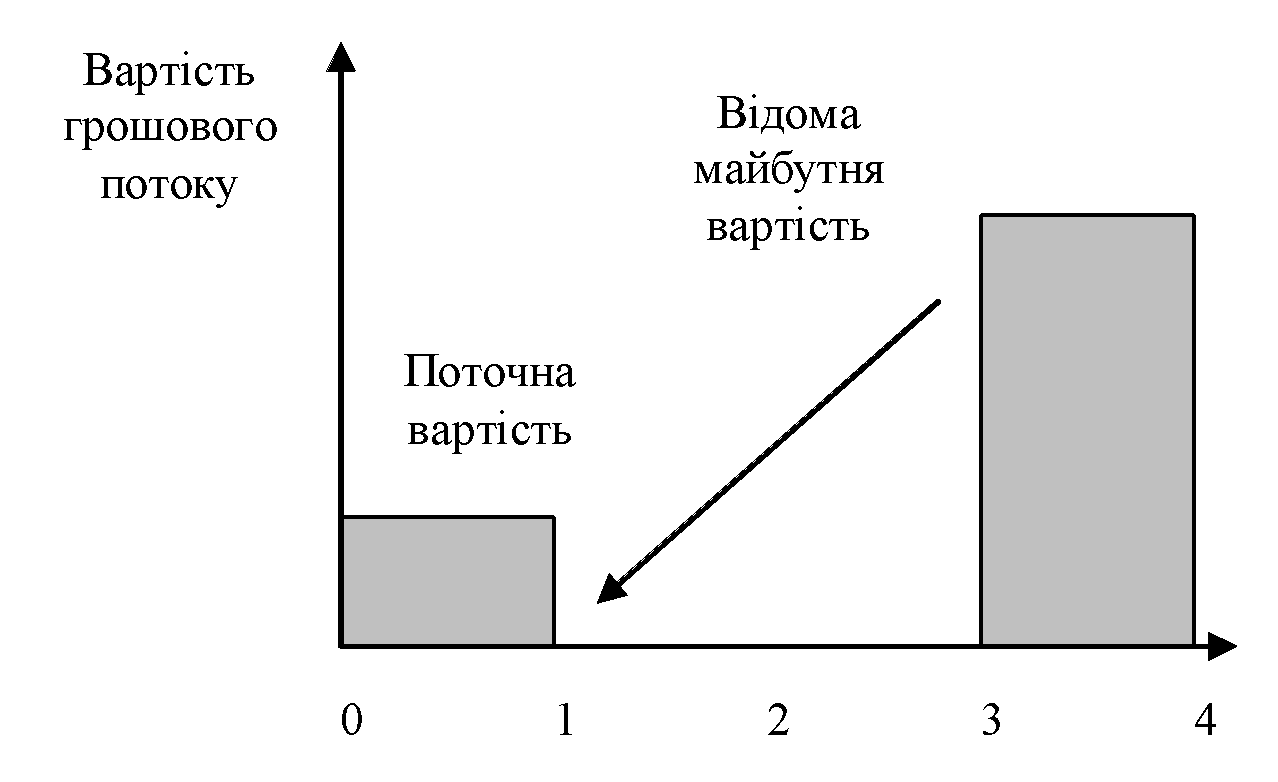 Вартість
грошового
потоку
Відома
майбутня
вартість
Поточна
вартість
0 1 2 3 4